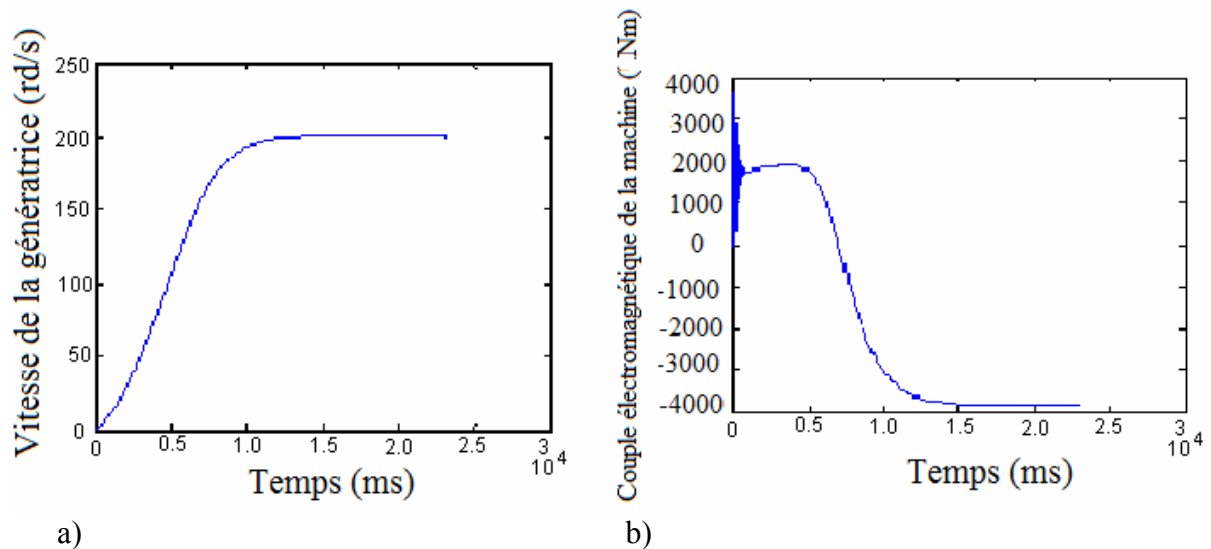 Vitesse de la génératrice (rd/s)
250
200
150
100
50
0
0 0.5 1.0 1.5 2.0 2.5 3
10^4
Temps (ms)
a)
Couple électromagnétique de la machine ( Nm)
4000
3000
2000
1000
0
-1000
-2000
-3000
-4000
0 0.5 1.0 1.5 2.0 2.5 3
10^4
Temps (ms)
b)